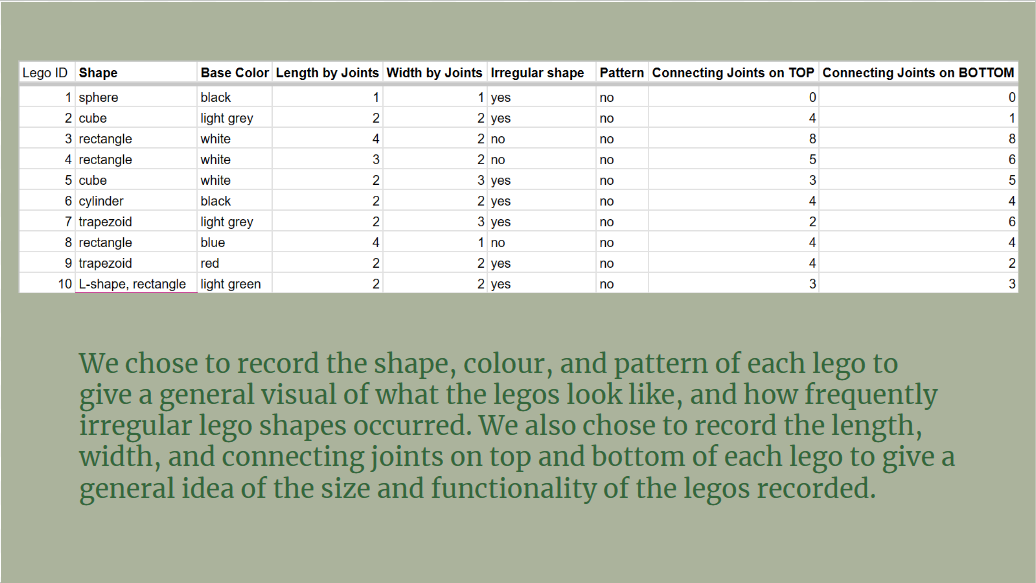 Lego ID Shape Base Color Length by Joints Width by Joints Irregular shape Pattern Connecting Joints on TOP Connecting Joints on BOTTOM
1 sphere black 1 1 yes no 0 0
2 cube light grey 2 2 yes no 4 1
3 rectangle white 4 2 no no 8 8
4 rectangle white 3 2 no no 5 6
5 cube white 2 3 yes no 3 5
6 cylinder black 2 2 yes no 4 4
7 trapezoid light grey 2 3 yes no 2 6
8 rectangle blue 4 1 no no 4 4
9 trapezoid red 2 2 yes no 4 2
10 L-shape, rectangle light green 2 2 yes no 3 3
We chose to record the shape, colour, and pattern of each lego to
give a general visual of what the legos look like, and how frequently
irregular lego shapes occurred. We also chose to record the length,
width, and connecting joints on top and bottom of each lego to give a
general idea of the size and functionality of the legos recorded.